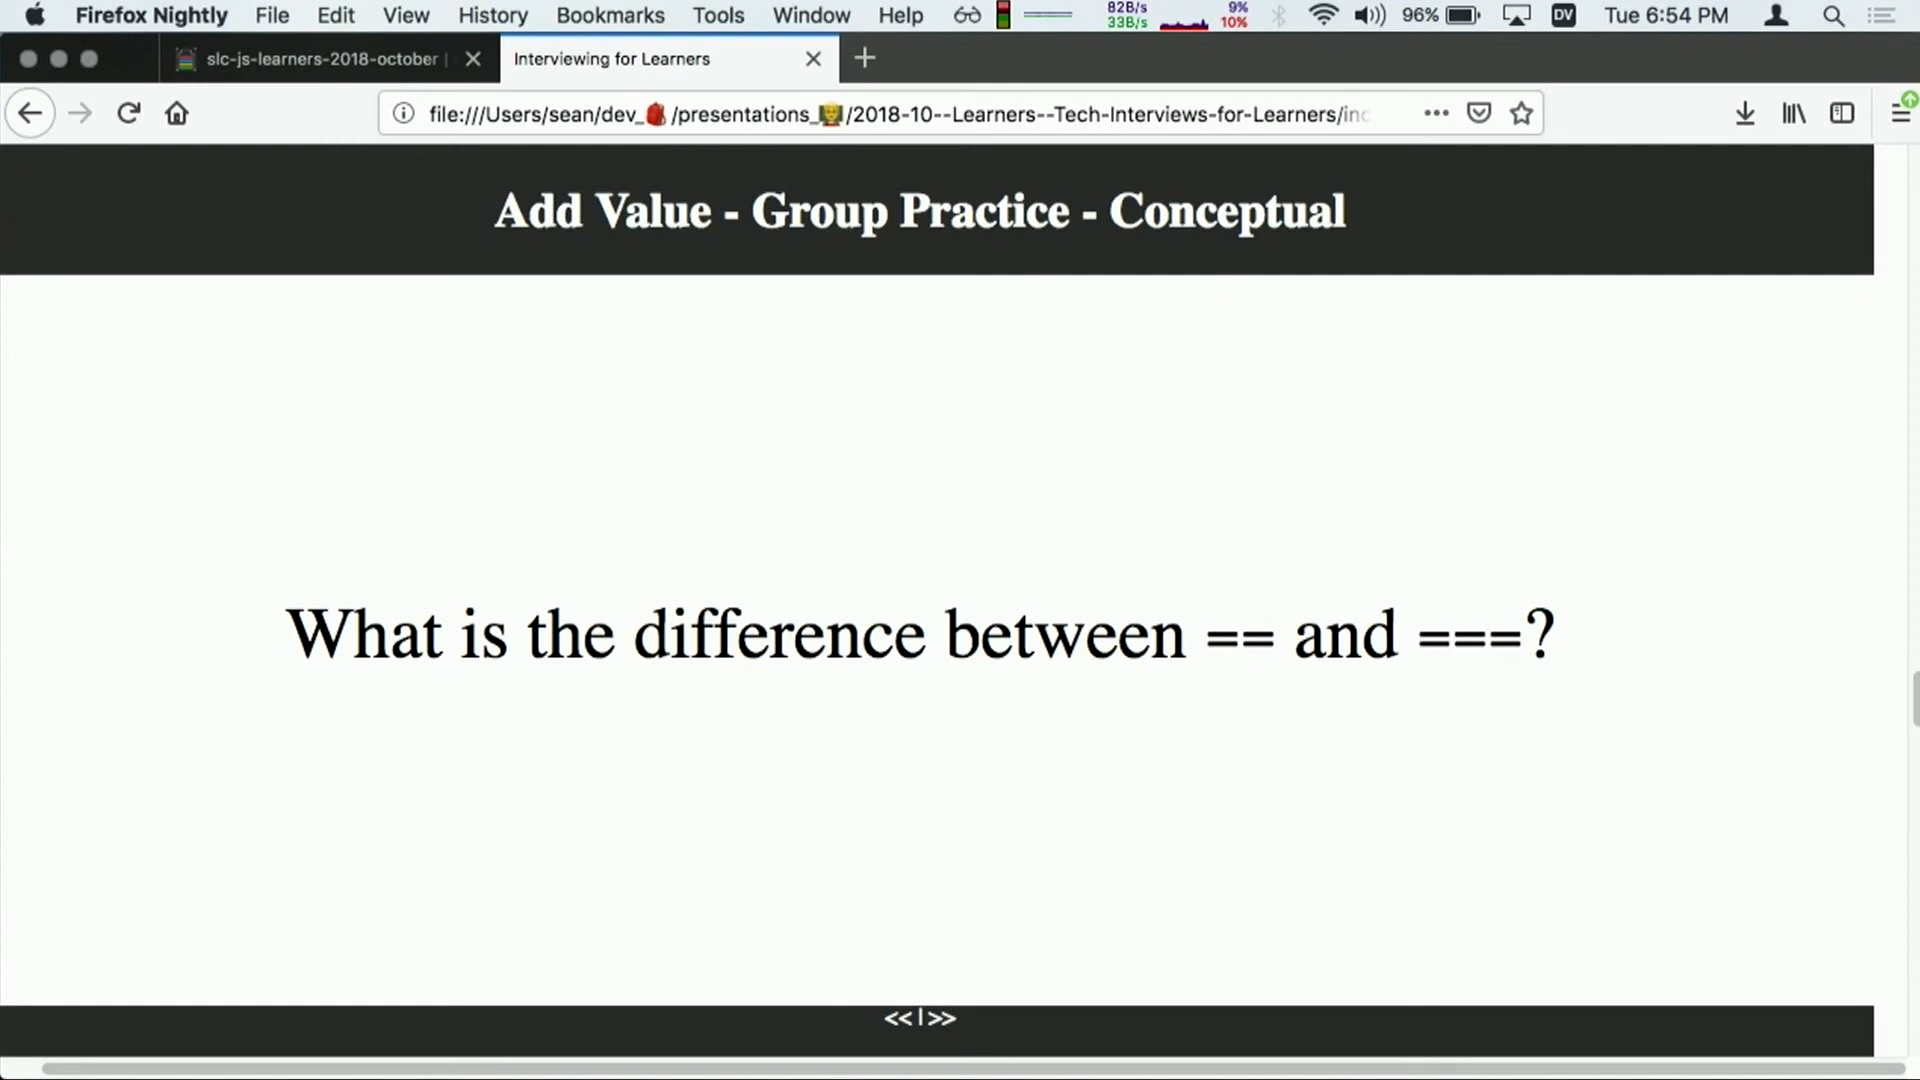 Firefox Nightly File Edit View History Bookmarks Tools Window Help 82B/s 33B/s 9% 10% 96% DV Tue 6:54 PM
slc-js-learners-2018-october | Interviewing for Learners
file:///Users/sean/dev_🎒/presentations_👨‍🏫/2018-10--Learners--Tech-Interviews-for-Learners/inc
Add Value - Group Practice - Conceptual
What is the difference between == and ===?
<<|>>